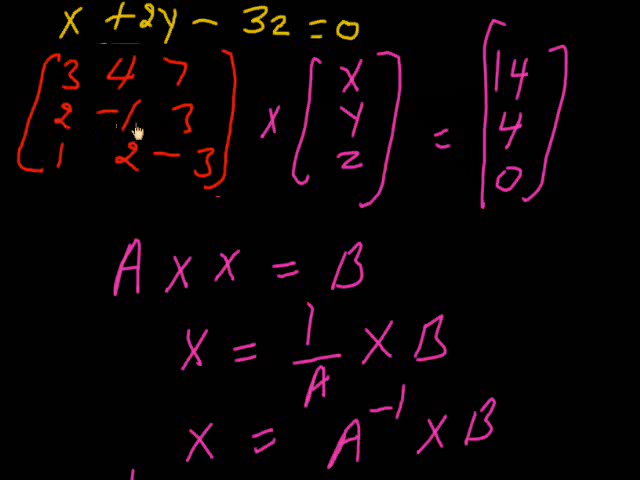 x + 2y - 3z = 0
3 4 7 x 14
2 -1 3 × y = 4
1 2 -3 z 0
A × x = B
x = 1/A × B
x = A⁻¹ × B